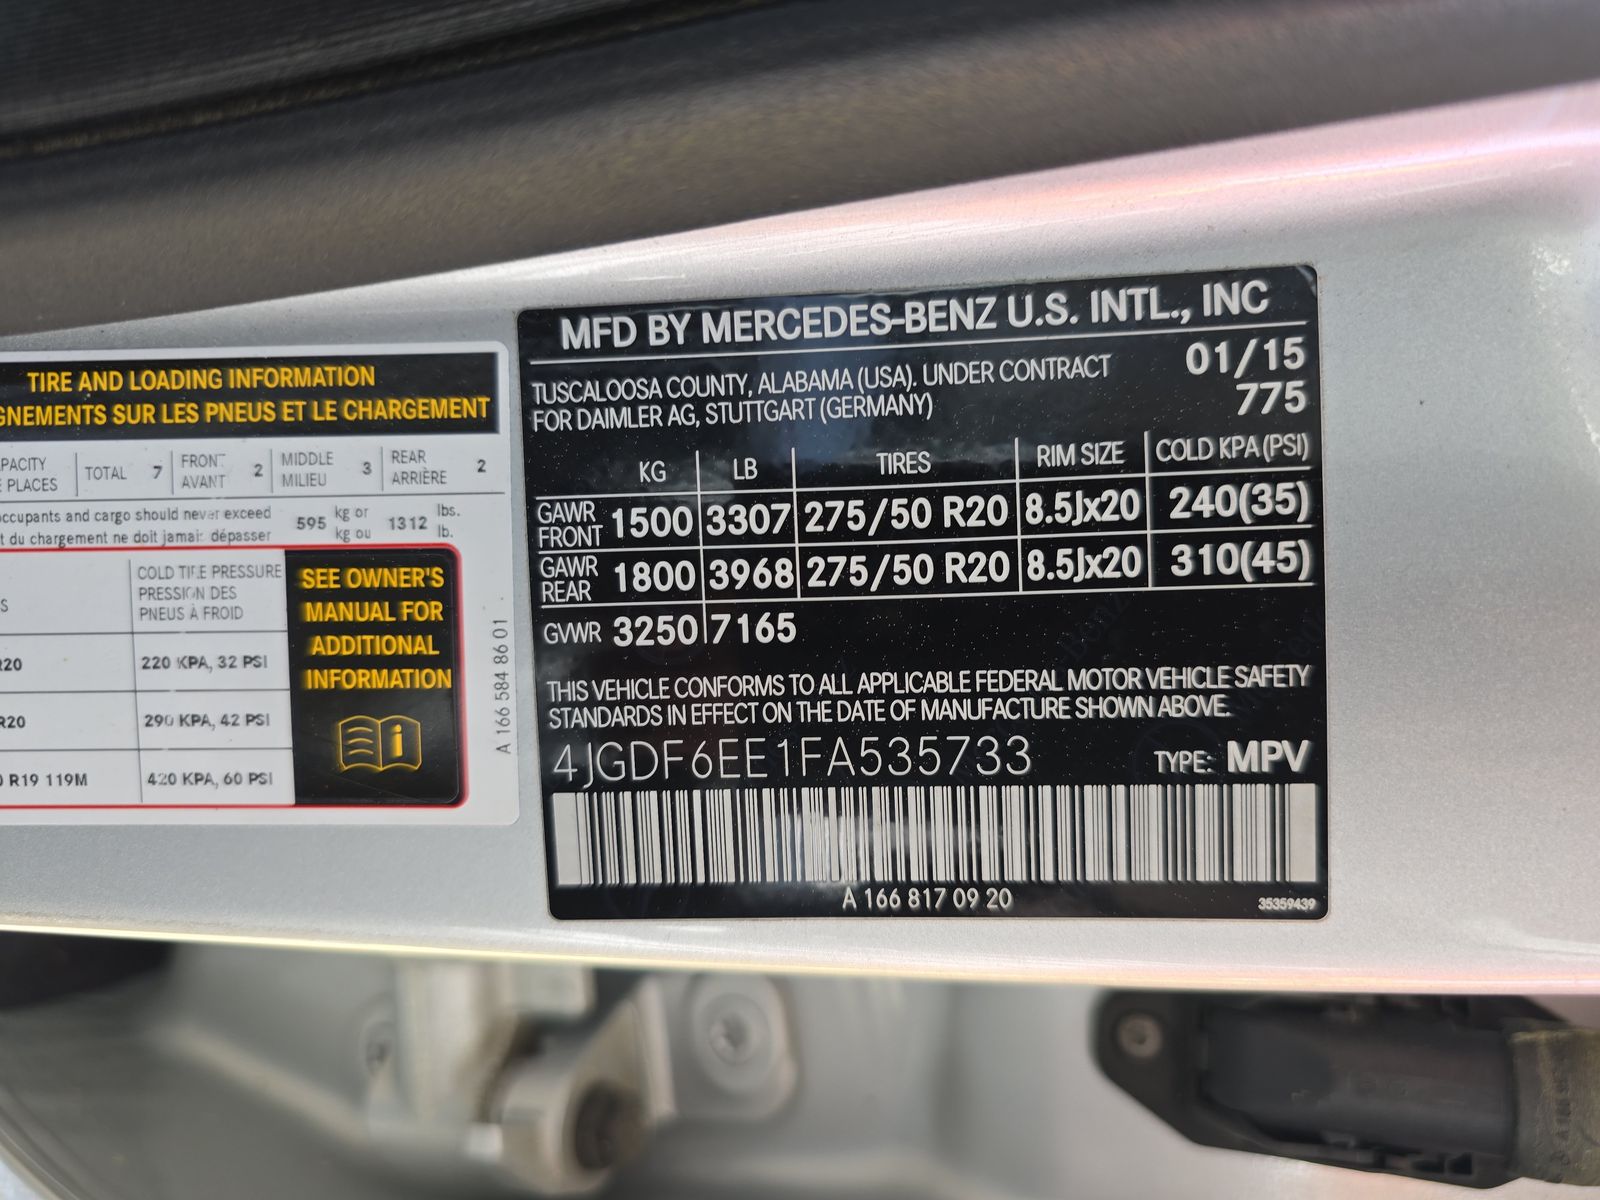 TIRE AND LOADING INFORMATION
GNEMENTS SUR LES PNEUS ET LE CHARGEMENT
PACITY TOTAL 7 FRONT 2 MIDDLE 3 REAR 2
PLACES AVANT MILIEU ARRIÈRE
occupants and cargo should never exceed 595 kg or 1312 lbs.
t du chargement ne doit jamais dépasser kg ou lb.
COLD TIRE PRESSURE
PRESSION DES
PNEUS À FROID
S
R20 220 KPA, 32 PSI
R20 290 KPA, 42 PSI
0 R19 119M 420 KPA, 60 PSI
SEE OWNER'S
MANUAL FOR
ADDITIONAL
INFORMATION
i
A 166 584 86 01
MFD BY MERCEDES-BENZ U.S. INTL., INC
TUSCALOOSA COUNTY, ALABAMA (USA). UNDER CONTRACT 01/15
FOR DAIMLER AG, STUTTGART (GERMANY) 775
KG LB TIRES RIM SIZE COLD KPA (PSI)
GAWR FRONT 1500 3307 275/50 R20 8.5Jx20 240(35)
GAWR REAR 1800 3968 275/50 R20 8.5Jx20 310(45)
GVWR 3250 7165
THIS VEHICLE CONFORMS TO ALL APPLICABLE FEDERAL MOTOR VEHICLE SAFETY
STANDARDS IN EFFECT ON THE DATE OF MANUFACTURE SHOWN ABOVE.
4JGDF6EE1FA535733 TYPE: MPV
A 166 817 09 20
35359439